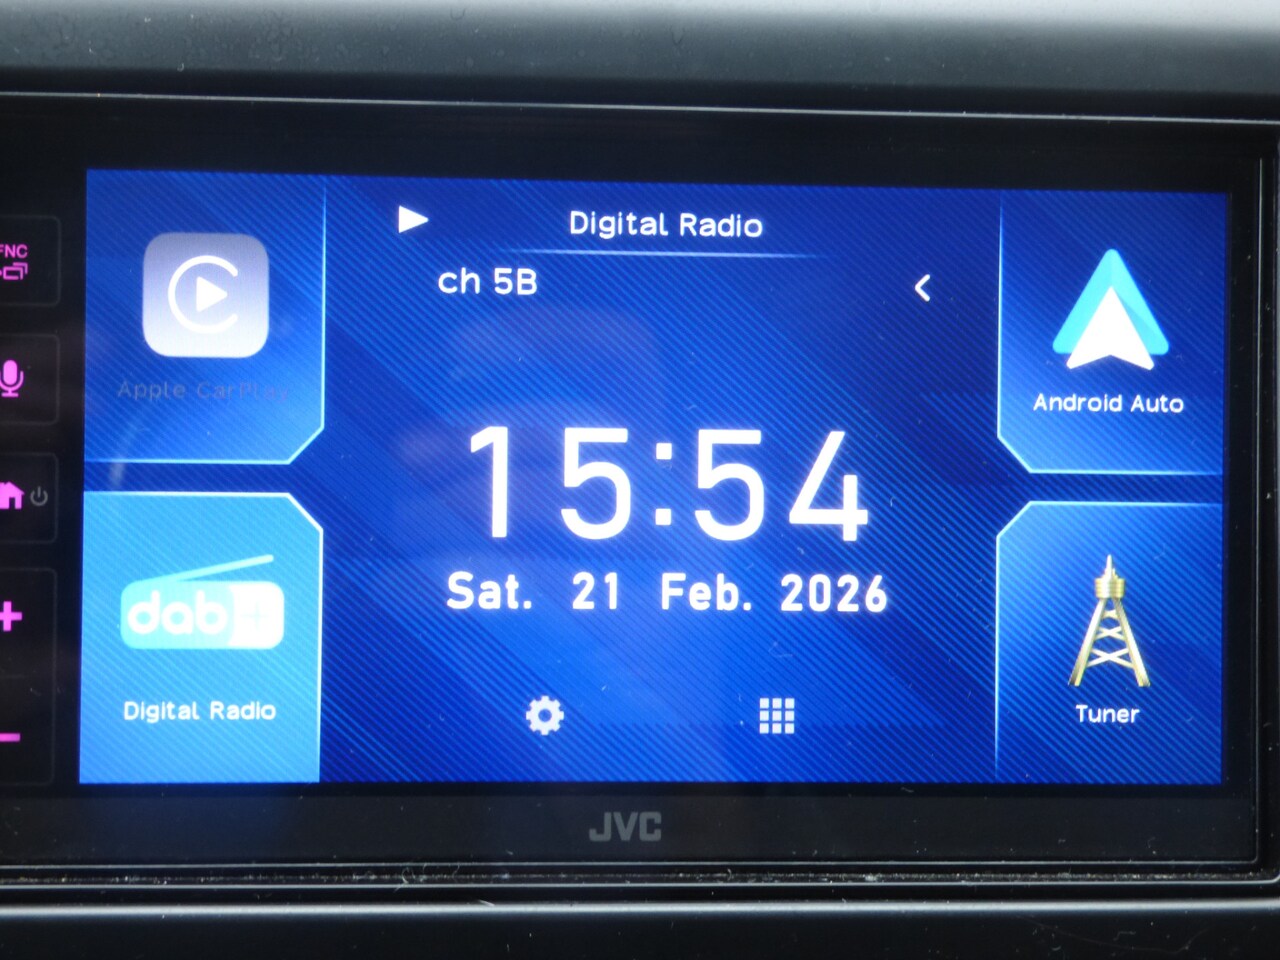 Digital Radio
ch 5B
FNC
Apple CarPlay
Android Auto
15:54
Sat. 21 Feb. 2026
dab+
Digital Radio
Tuner
JVC